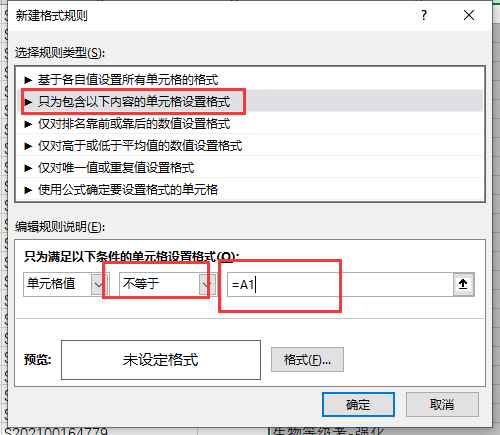 新建格式规则
? ×
选择规则类型(S):
► 基于各自值设置所有单元格的格式
► 只为包含以下内容的单元格设置格式
► 仅对排名靠前或靠后的数值设置格式
► 仅对高于或低于平均值的数值设置格式
► 仅对唯一值或重复值设置格式
► 使用公式确定要设置格式的单元格
编辑规则说明(E):
只为满足以下条件的单元格设置格式(O):
单元格值 不等于 =A1
预览: 未设定格式 格式(F)...
确定 取消
S202100164779 生物等级考-强化